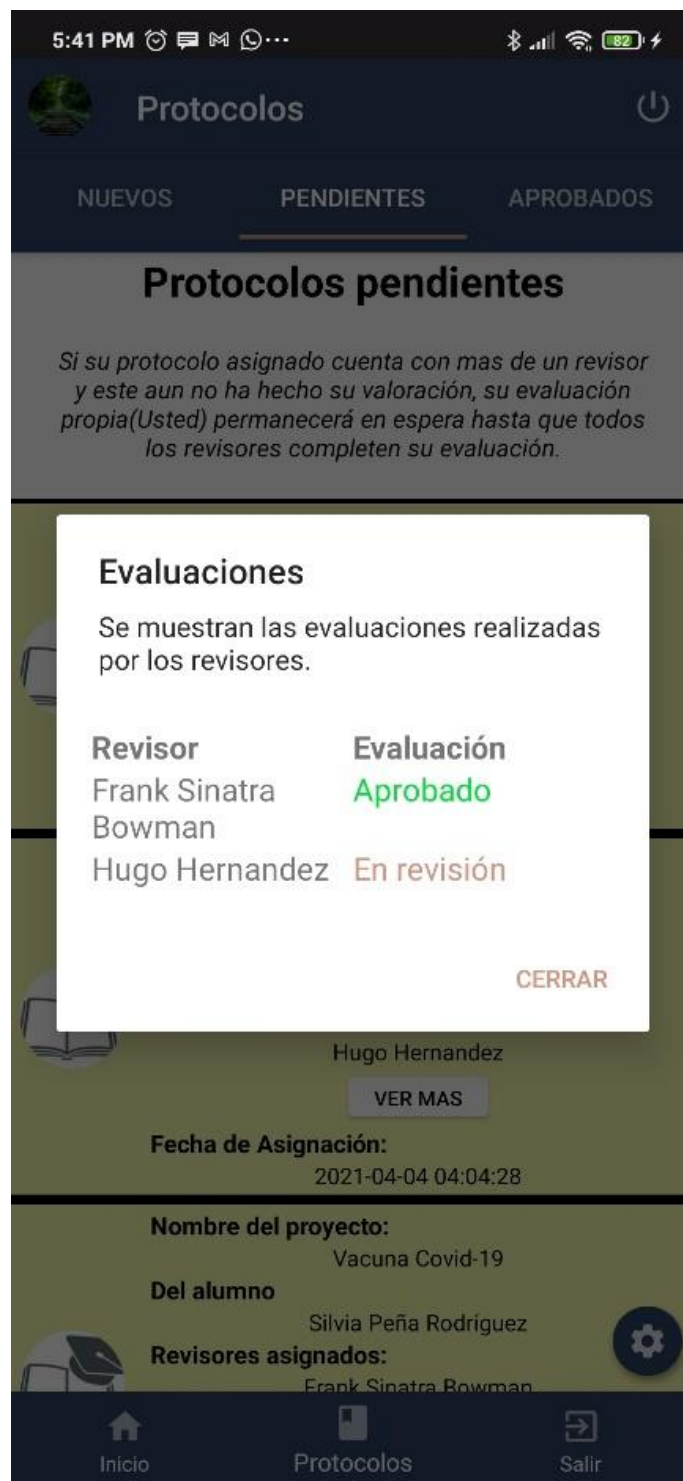 5:41 PM
82
Protocolos
NUEVOS PENDIENTES APROBADOS
Protocolos pendientes
Si su protocolo asignado cuenta con mas de un revisor
y este aun no ha hecho su valoración, su evaluación
propia(Usted) permanecerá en espera hasta que todos
los revisores completen su evaluación.
Evaluaciones
Se muestran las evaluaciones realizadas
por los revisores.
Revisor Evaluación
Frank Sinatra Aprobado
Bowman
Hugo Hernandez En revisión
CERRAR
Hugo Hernandez
VER MAS
Fecha de Asignación:
2021-04-04 04:04:28
Nombre del proyecto:
Vacuna Covid-19
Del alumno
Silvia Peña Rodríguez
Revisores asignados:
Frank Sinatra Bowman
Inicio Protocolos Salir